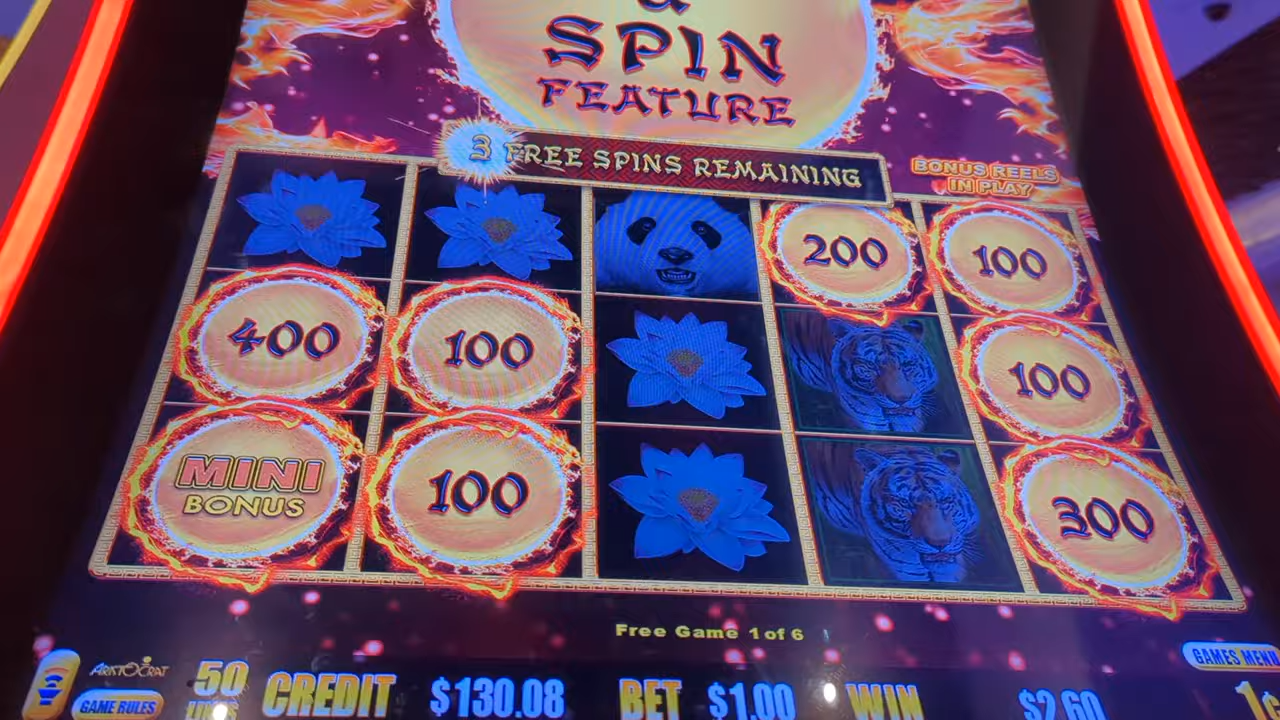 &
SPIN
FEATURE
3 FREE SPINS REMAINING
BONUS REELS
IN PLAY
200
100
400
100
100
MINI
BONUS
100
300
Free Game 1 of 6
GAMES MENU
ARISTOCRAT
GAME RULES
50
LINES
CREDIT $130.08
BET $1.00
WIN $2.60
1¢